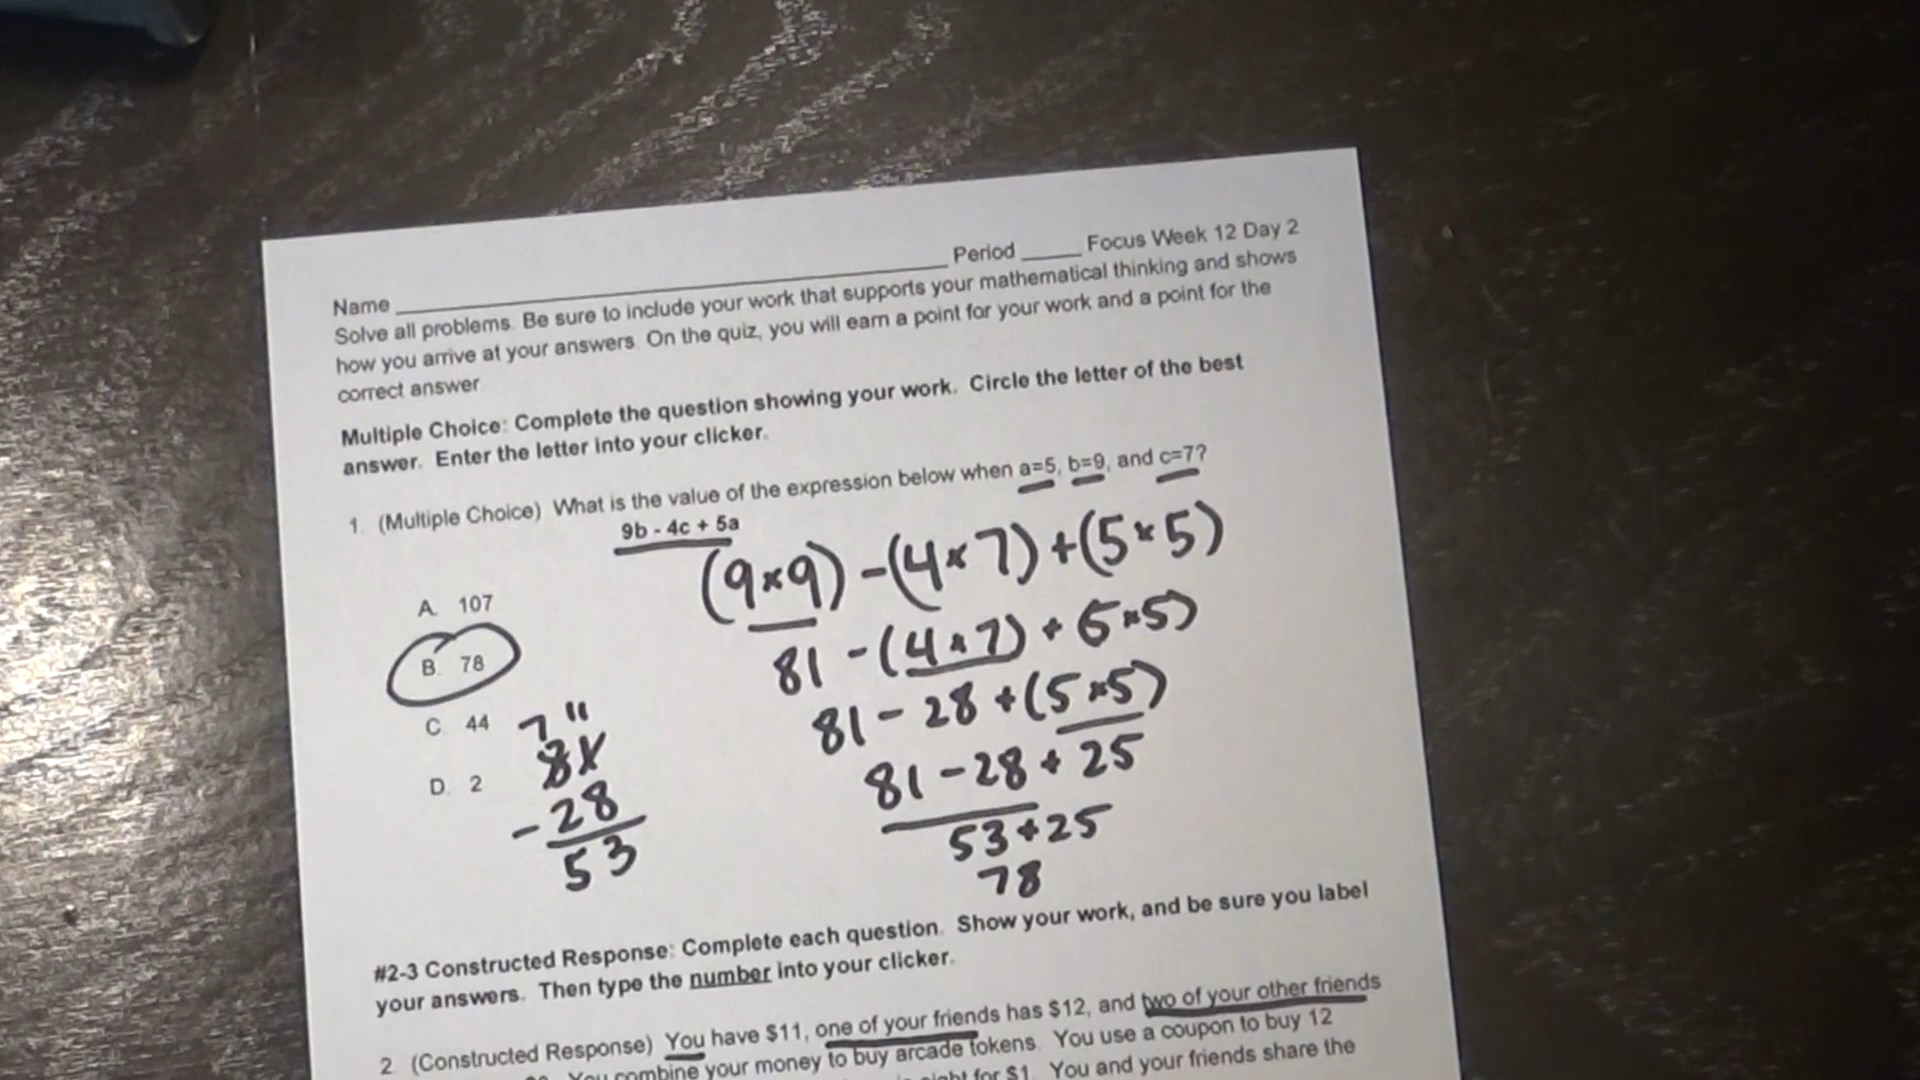 Name ____________ Period _____ Focus Week 12 Day 2
Solve all problems. Be sure to include your work that supports your mathematical thinking and shows
how you arrive at your answers. On the quiz, you will earn a point for your work and a point for the
correct answer
Multiple Choice: Complete the question showing your work. Circle the letter of the best
answer. Enter the letter into your clicker.
1. (Multiple Choice) What is the value of the expression below when a=5, b=9, and c=7?
9b - 4c + 5a
(9×9) - (4×7) + (5×5)
A. 107
81 - (4×7) + 5×5)
B. 78
81 - 28 + (5×5)
C. 44
81 - 28 + 25
D. 2
53 + 25
78
7 11
81
- 28
53
#2-3 Constructed Response: Complete each question. Show your work, and be sure you label
your answers. Then type the number into your clicker.
2. (Constructed Response) You have $11, one of your friends has $12, and two of your other friends
You combine your money to buy arcade tokens. You use a coupon to buy 12
for $1. You and your friends share the